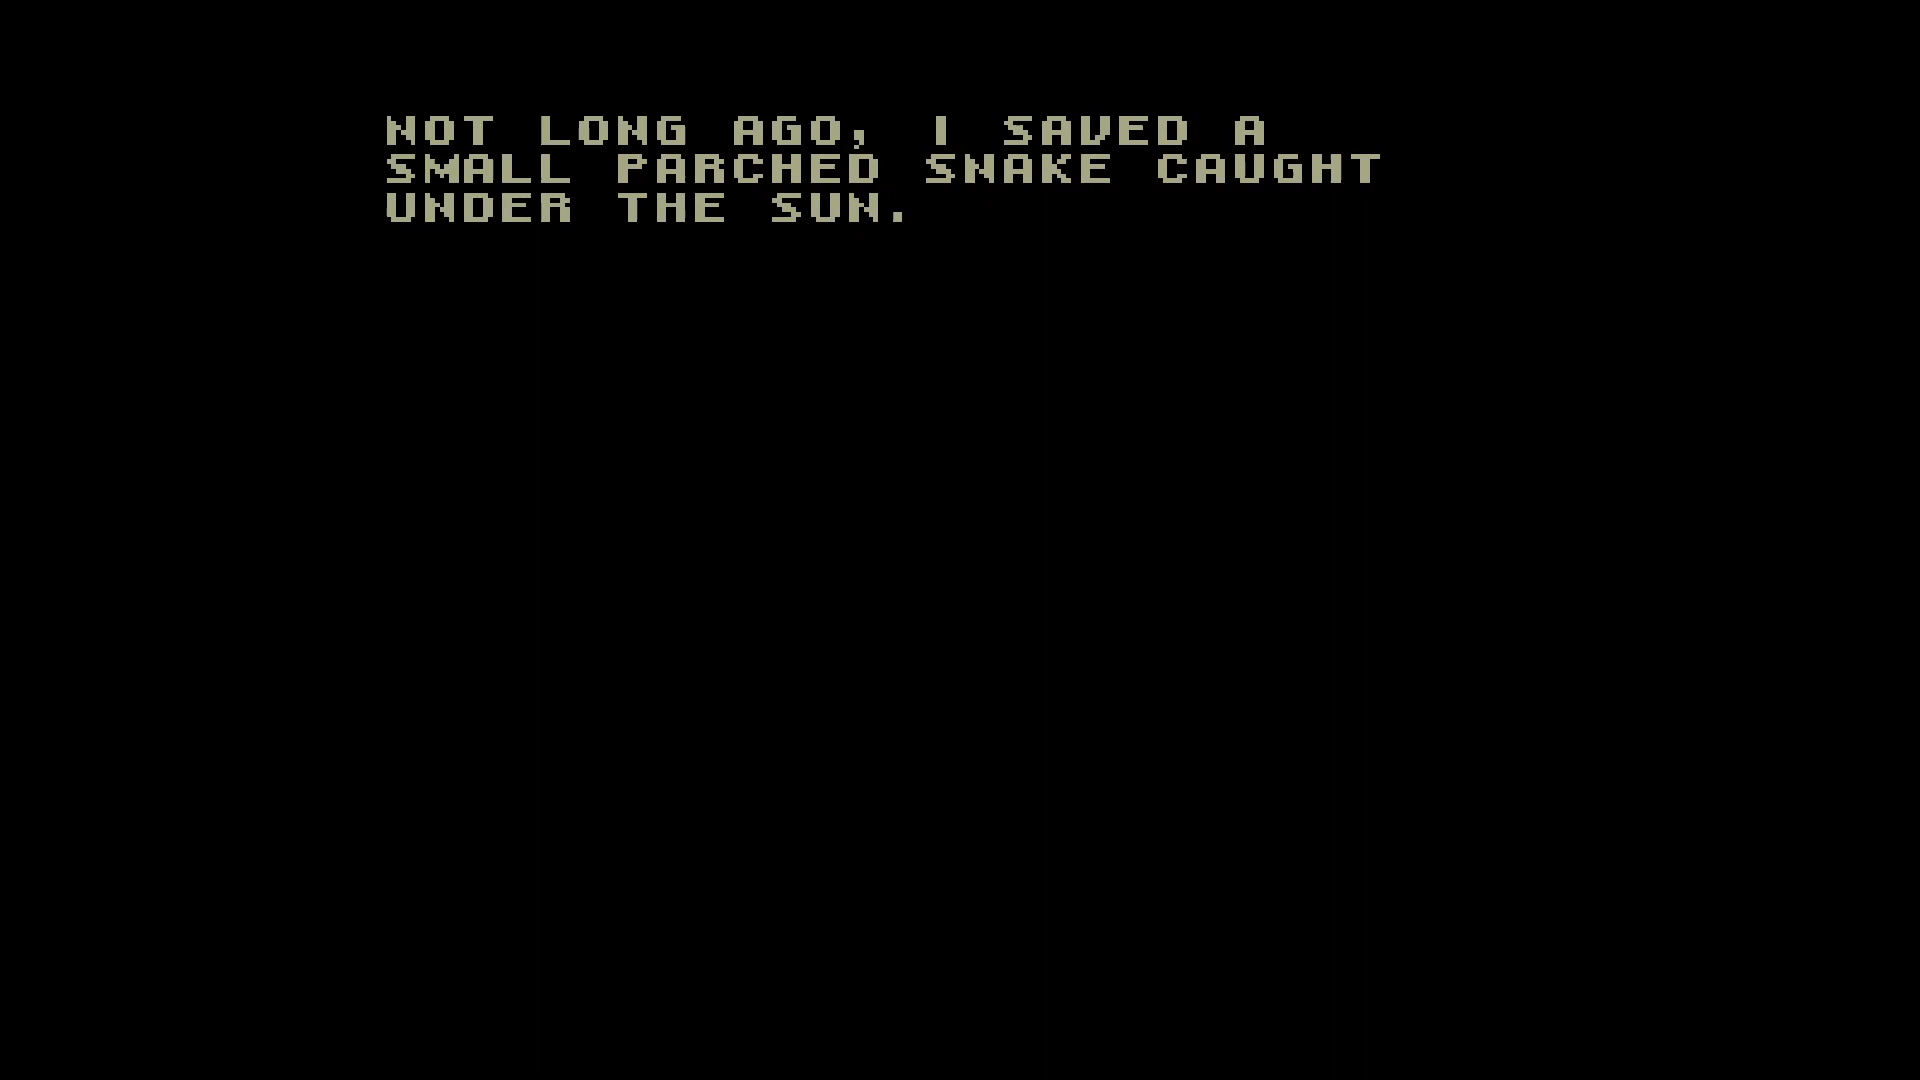 NOT LONG AGO, I SAVED A
SMALL PARCHED SNAKE CAUGHT
UNDER THE SUN.